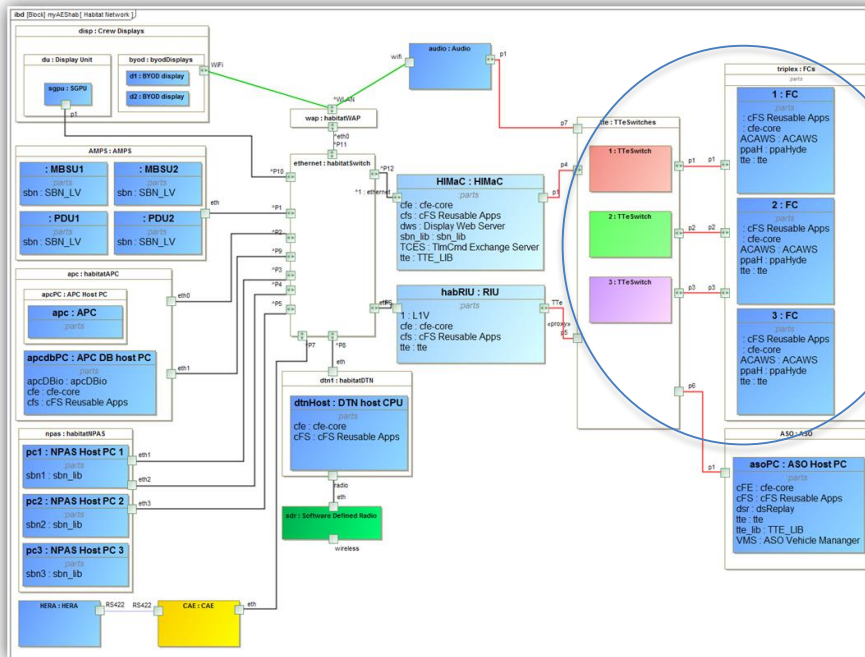 ibd [Block] myAEShab [ Habitat Network ]
disp : Crew Displays
du : Display Unit
sgpu : SGPU
p1
byod : byodDisplays
d1 : BYOD display
d2 : BYOD display
WiFi
wifi
audio : Audio
p1
^WLAN
wap : habitatWAP
^eth0
^P11
ethernet : habitatSwitch
^P10
^P12
^P1
^P2
^P9
^P3
^P4
^P5
^P7
^P6
AMPS : AMPS
: MBSU1
parts
sbn : SBN_LV
: MBSU2
parts
sbn : SBN_LV
: PDU1
parts
sbn : SBN_LV
: PDU2
parts
sbn : SBN_LV
eth
apc : habitatAPC
apcPC : APC Host PC
apc : APC
eth0
apcdbPC : APC DB host PC
parts
apcDBio : apcDBio
cfe : cfe-core
cfs : cFS Reusable Apps
eth1
npas : habitatNPAS
pc1 : NPAS Host PC 1
parts
sbn1 : sbn_lib
eth1
eth2
pc2 : NPAS Host PC 2
parts
sbn2 : sbn_lib
eth3
pc3 : NPAS Host PC 3
parts
sbn3 : sbn_lib
HERA : HERA
RS422
RS422
CAE : CAE
eth
^1 : ethernet
HIMaC : HIMaC
parts
cfe : cfe-core
cfs : cFS Reusable Apps
dws : Display Web Server
sbn_lib : sbn_lib
TCES : TlmCmd Exchange Server
tte : TTE_LIB
p1
habRIU : RIU
parts
1 : L1V
cfe : cfe-core
cfs : cFS Reusable Apps
tte : tte
TTe
«proxy»
eth
dtn1 : habitatDTN
dtnHost : DTN host CPU
parts
cfe : cfe-core
cFS : cFS Reusable Apps
radio
eth
sdr : Software Defined Radio
wireless
tte : TTeSwitches
p7
p4
p5
1 : TTeSwitch
2 : TTeSwitch
3 : TTeSwitch
p1
p1
p2
p2
p3
p3
p6
p1
triplex : FCs
parts
1 : FC
parts
: cFS Reusable Apps
: cfe-core
ACAWS : ACAWS
ppaH : ppaHyde
tte : tte
2 : FC
parts
: cFS Reusable Apps
: cfe-core
ACAWS : ACAWS
ppaH : ppaHyde
tte : tte
3 : FC
parts
: cFS Reusable Apps
: cfe-core
ACAWS : ACAWS
ppaH : ppaHyde
tte : tte
ASO : ASO
asoPC : ASO Host PC
parts
cFE : cfe-core
cFS : cFS Reusable Apps
dsr : dsReplay
tte : tte
tte_lib : TTE_LIB
VMS : ASO Vehicle Mananger